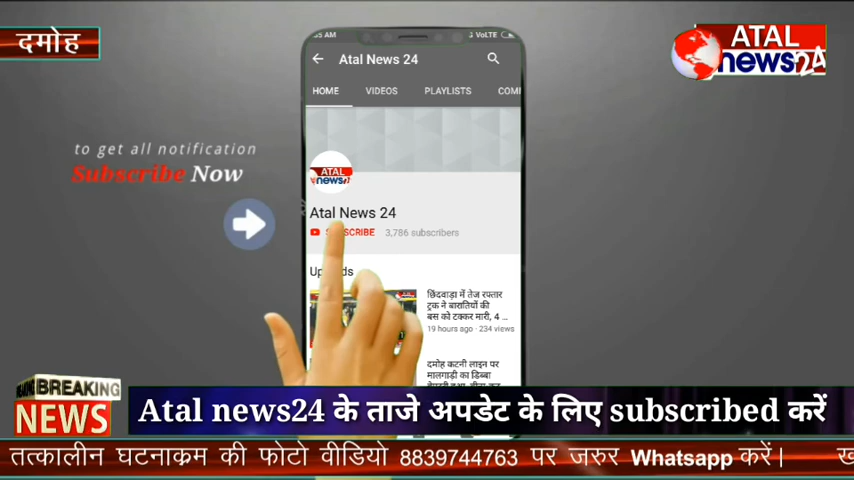 दमोह
ATAL
news24
to get all notification
Subscribe Now
Atal News 24
HOME VIDEOS PLAYLISTS
ATAL
news24
Atal News 24
3,786 subscribers
छिंदवाड़ा में तेज रफ्तार
ट्रक ने बारातियों की
बस को टक्कर मारी, 4 ...
19 hours ago · 234 views
दमोह कटनी लाइन पर
मालगाड़ी का डिब्बा
BREAKING
NEWS
Atal news24 के ताजे अपडेट के लिए subscribed करें
तत्कालीन घटनाक्रम की फोटो वीडियो 8839744763 पर जरुर Whatsapp करें|